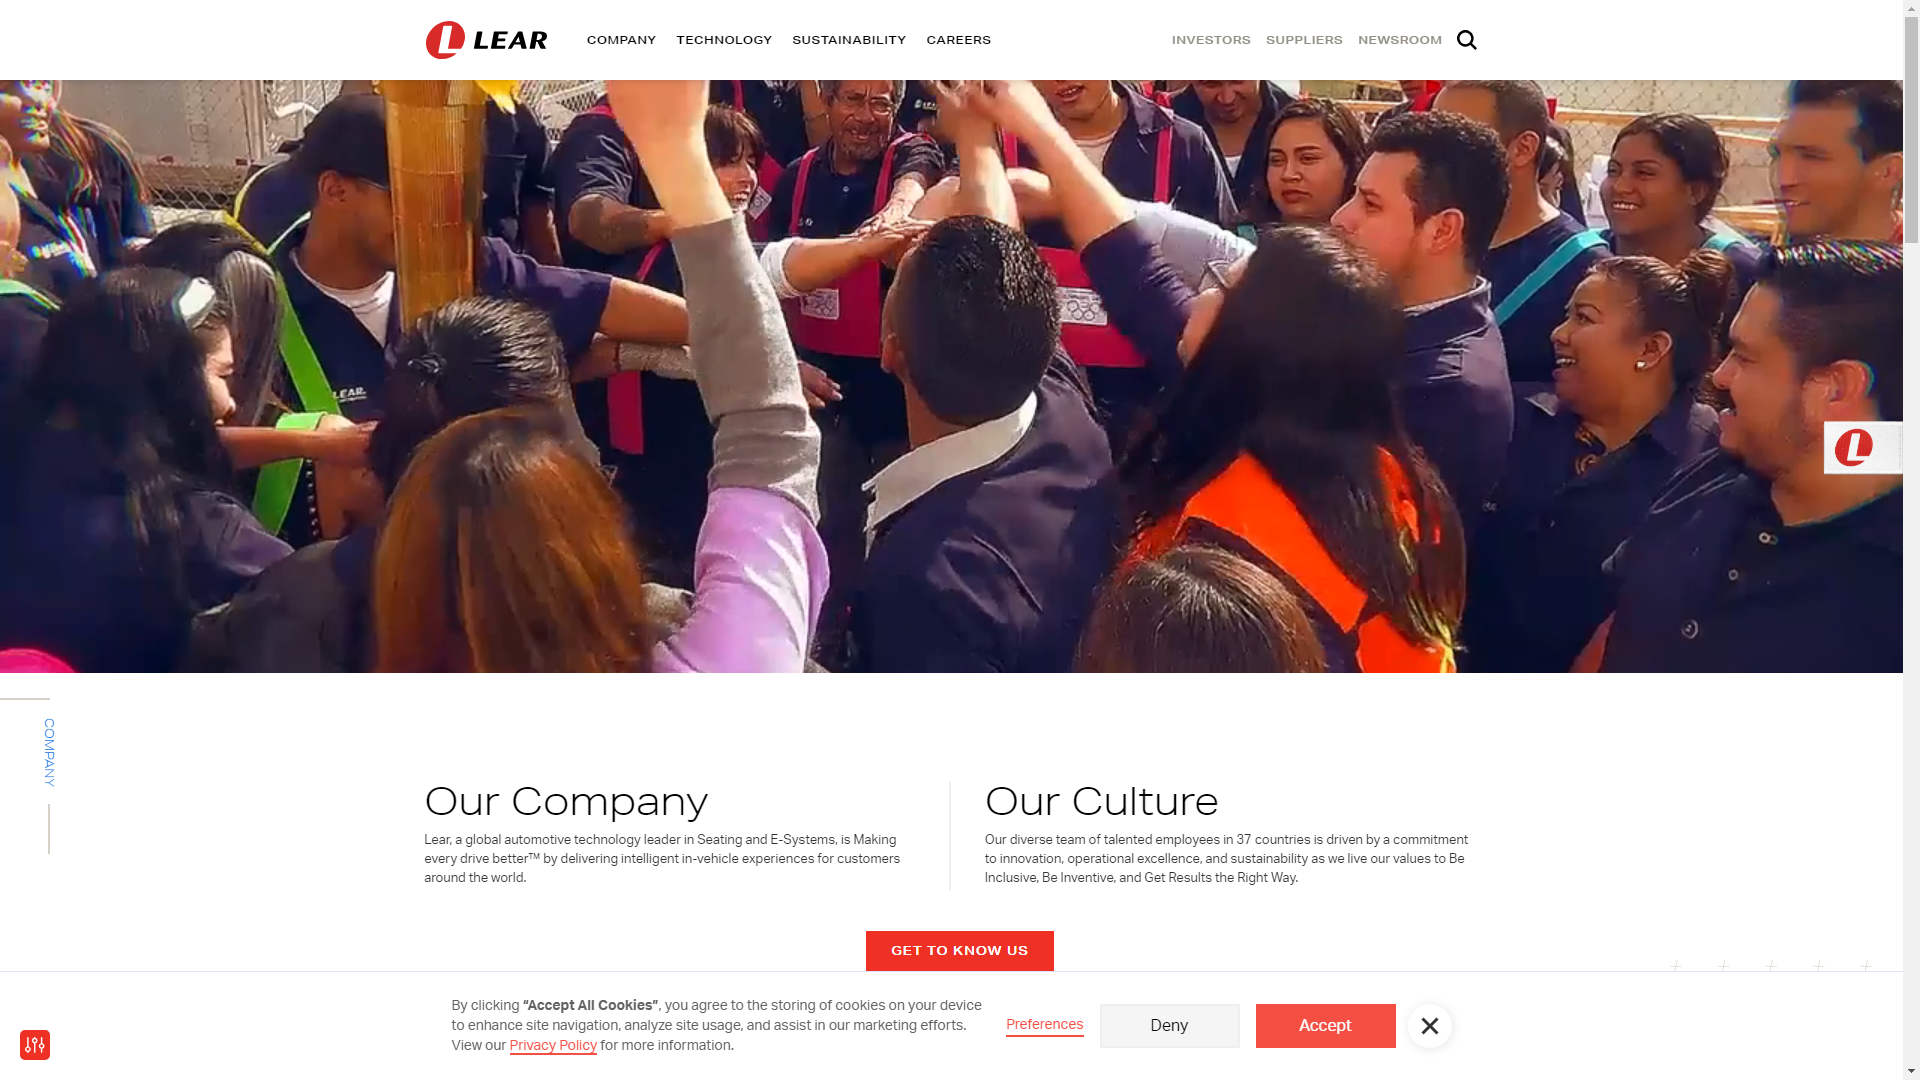 LEAR
COMPANY TECHNOLOGY SUSTAINABILITY CAREERS
INVESTORS SUPPLIERS NEWSROOM
LEAR
LEAR
COMPANY
Our Company
Lear, a global automotive technology leader in Seating and E-Systems, is Making
every drive better™ by delivering intelligent in-vehicle experiences for customers
around the world.
Our Culture
Our diverse team of talented employees in 37 countries is driven by a commitment
to innovation, operational excellence, and sustainability as we live our values to Be
Inclusive, Be Inventive, and Get Results the Right Way.
GET TO KNOW US
By clicking “Accept All Cookies”, you agree to the storing of cookies on your device
to enhance site navigation, analyze site usage, and assist in our marketing efforts.
View our Privacy Policy for more information.
Preferences
Deny
Accept